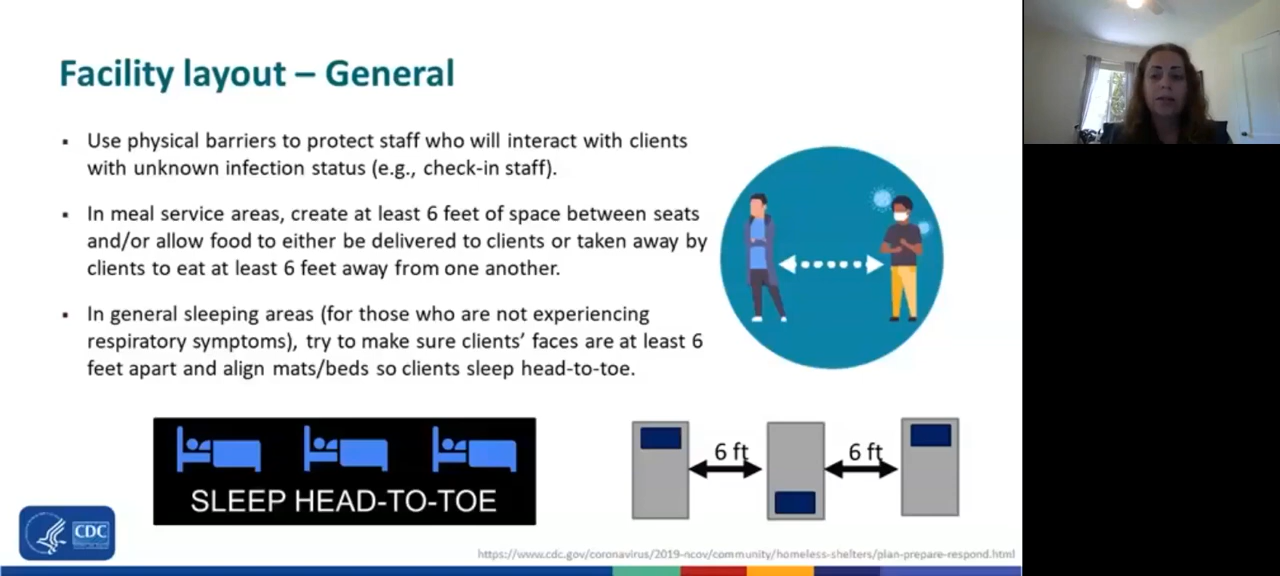 Facility layout – General
▪ Use physical barriers to protect staff who will interact with clients
with unknown infection status (e.g., check-in staff).
▪ In meal service areas, create at least 6 feet of space between seats
and/or allow food to either be delivered to clients or taken away by
clients to eat at least 6 feet away from one another.
▪ In general sleeping areas (for those who are not experiencing
respiratory symptoms), try to make sure clients’ faces are at least 6
feet apart and align mats/beds so clients sleep head-to-toe.
6 ft 6 ft
SLEEP HEAD-TO-TOE
CDC
https://www.cdc.gov/coronavirus/2019-ncov/community/homeless-shelters/plan-prepare-respond.html